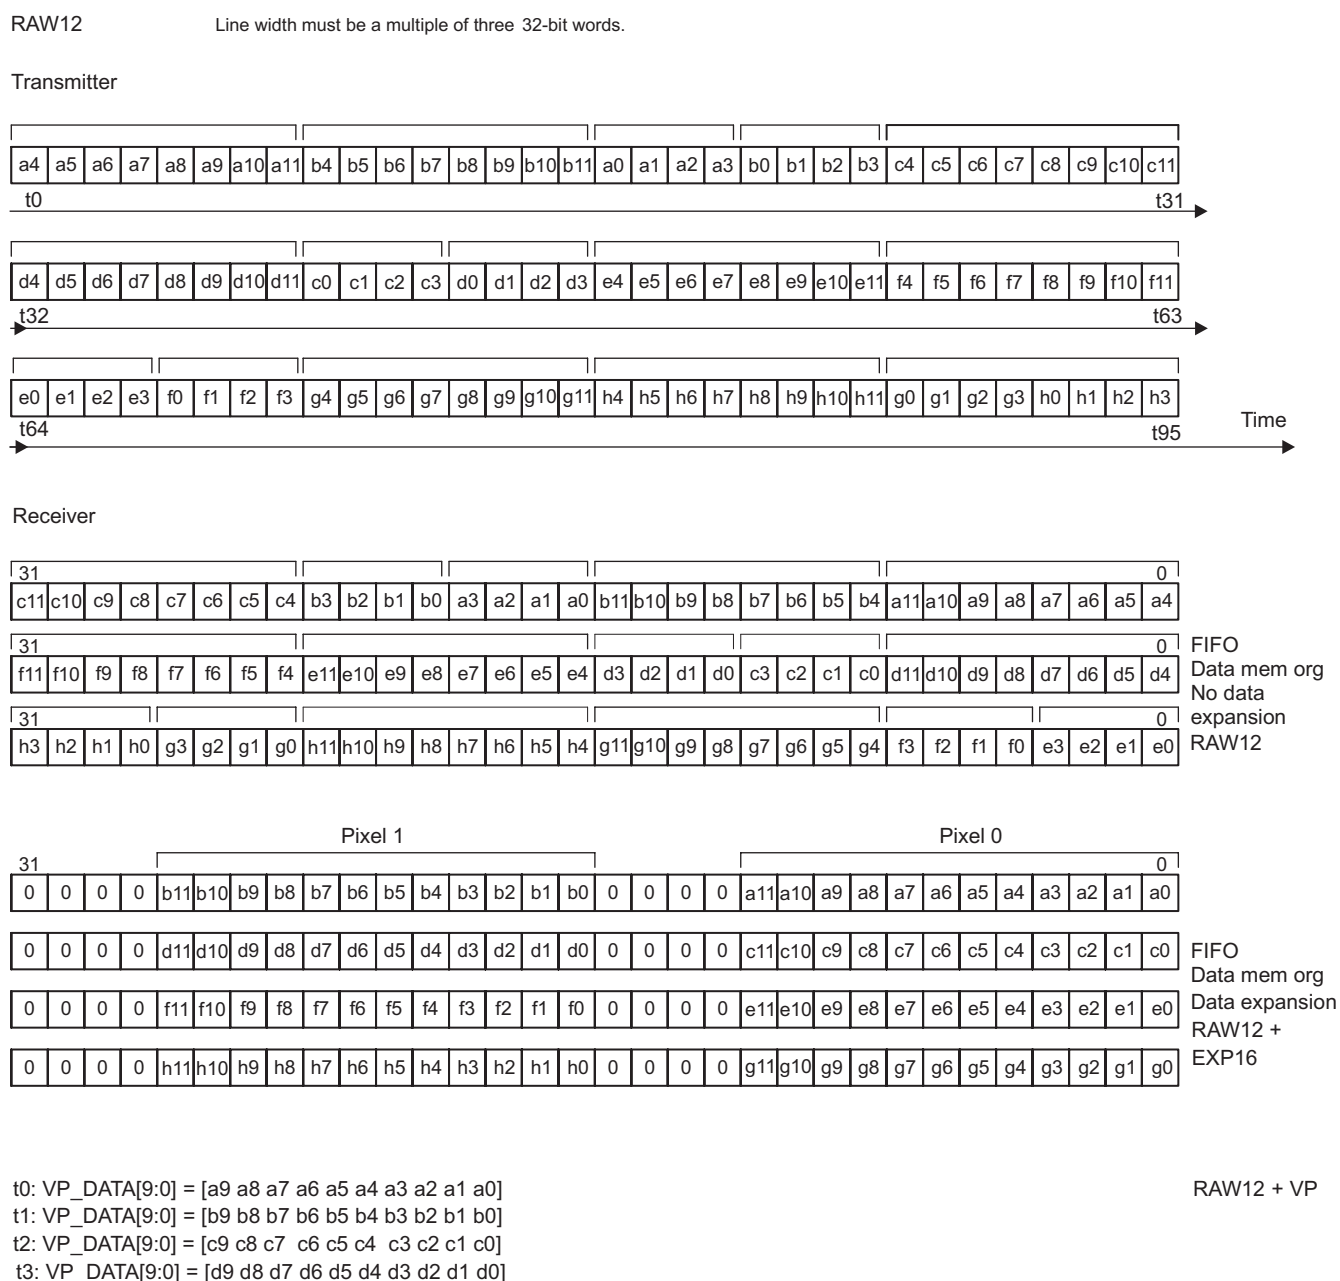 RAW12 Line width must be a multiple of three 32-bit words.
Transmitter
a4 a5 a6 a7 a8 a9 a10 a11 b4 b5 b6 b7 b8 b9 b10 b11 a0 a1 a2 a3 b0 b1 b2 b3 c4 c5 c6 c7 c8 c9 c10 c11
t0 t31
d4 d5 d6 d7 d8 d9 d10 d11 c0 c1 c2 c3 d0 d1 d2 d3 e4 e5 e6 e7 e8 e9 e10 e11 f4 f5 f6 f7 f8 f9 f10 f11
t32 t63
e0 e1 e2 e3 f0 f1 f2 f3 g4 g5 g6 g7 g8 g9 g10 g11 h4 h5 h6 h7 h8 h9 h10 h11 g0 g1 g2 g3 h0 h1 h2 h3
t64 t95 Time
Receiver
31 0
c11 c10 c9 c8 c7 c6 c5 c4 b3 b2 b1 b0 a3 a2 a1 a0 b11 b10 b9 b8 b7 b6 b5 b4 a11 a10 a9 a8 a7 a6 a5 a4
31 0 FIFO
f11 f10 f9 f8 f7 f6 f5 f4 e11 e10 e9 e8 e7 e6 e5 e4 d3 d2 d1 d0 c3 c2 c1 c0 d11 d10 d9 d8 d7 d6 d5 d4 Data mem org
No data
31 0 expansion
h3 h2 h1 h0 g3 g2 g1 g0 h11 h10 h9 h8 h7 h6 h5 h4 g11 g10 g9 g8 g7 g6 g5 g4 f3 f2 f1 f0 e3 e2 e1 e0 RAW12
Pixel 1 Pixel 0
31 0
0 0 0 0 b11 b10 b9 b8 b7 b6 b5 b4 b3 b2 b1 b0 0 0 0 0 a11 a10 a9 a8 a7 a6 a5 a4 a3 a2 a1 a0
0 0 0 0 d11 d10 d9 d8 d7 d6 d5 d4 d3 d2 d1 d0 0 0 0 0 c11 c10 c9 c8 c7 c6 c5 c4 c3 c2 c1 c0 FIFO
Data mem org
0 0 0 0 f11 f10 f9 f8 f7 f6 f5 f4 f3 f2 f1 f0 0 0 0 0 e11 e10 e9 e8 e7 e6 e5 e4 e3 e2 e1 e0 Data expansion
RAW12 +
0 0 0 0 h11 h10 h9 h8 h7 h6 h5 h4 h3 h2 h1 h0 0 0 0 0 g11 g10 g9 g8 g7 g6 g5 g4 g3 g2 g1 g0 EXP16
t0: VP_DATA[9:0] = [a9 a8 a7 a6 a5 a4 a3 a2 a1 a0] RAW12 + VP
t1: VP_DATA[9:0] = [b9 b8 b7 b6 b5 b4 b3 b2 b1 b0]
t2: VP_DATA[9:0] = [c9 c8 c7 c6 c5 c4 c3 c2 c1 c0]
t3: VP_DATA[9:0] = [d9 d8 d7 d6 d5 d4 d3 d2 d1 d0]